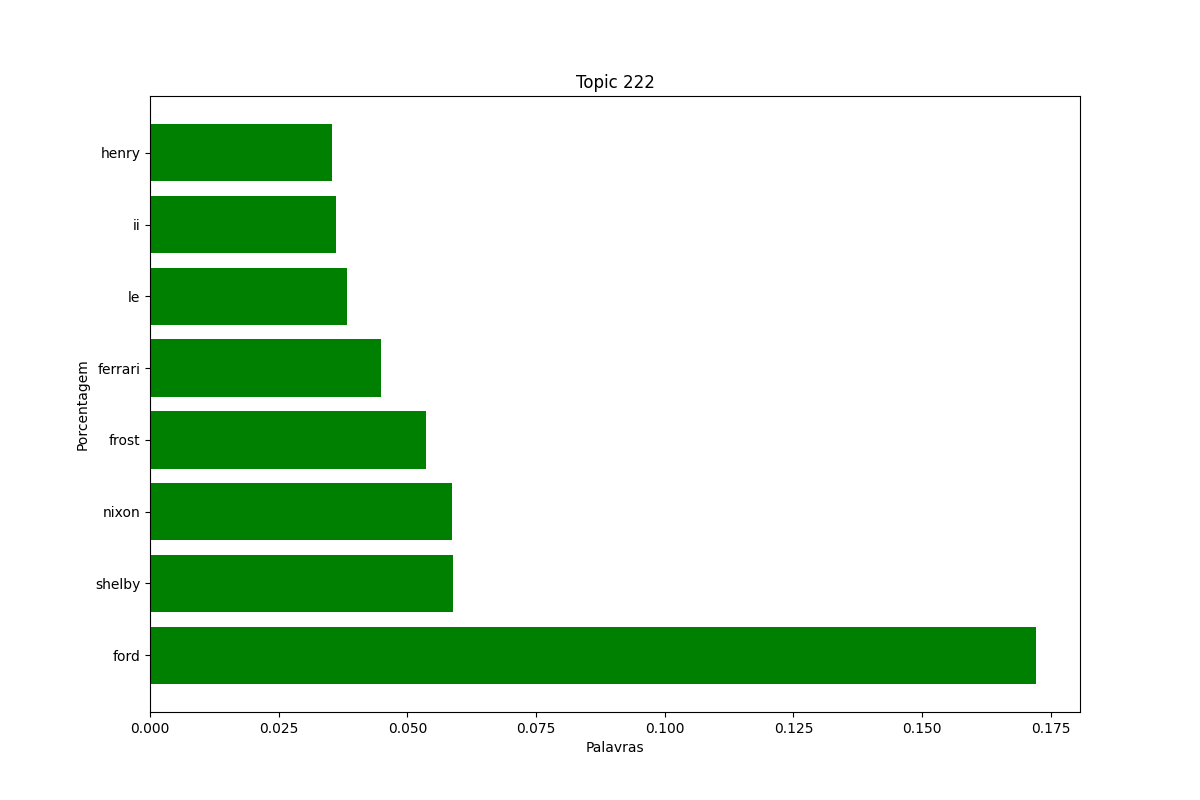 Topic 222
Porcentagem
henry
ii
le
ferrari
frost
nixon
shelby
ford
0.000 0.025 0.050 0.075 0.100 0.125 0.150 0.175
Palavras